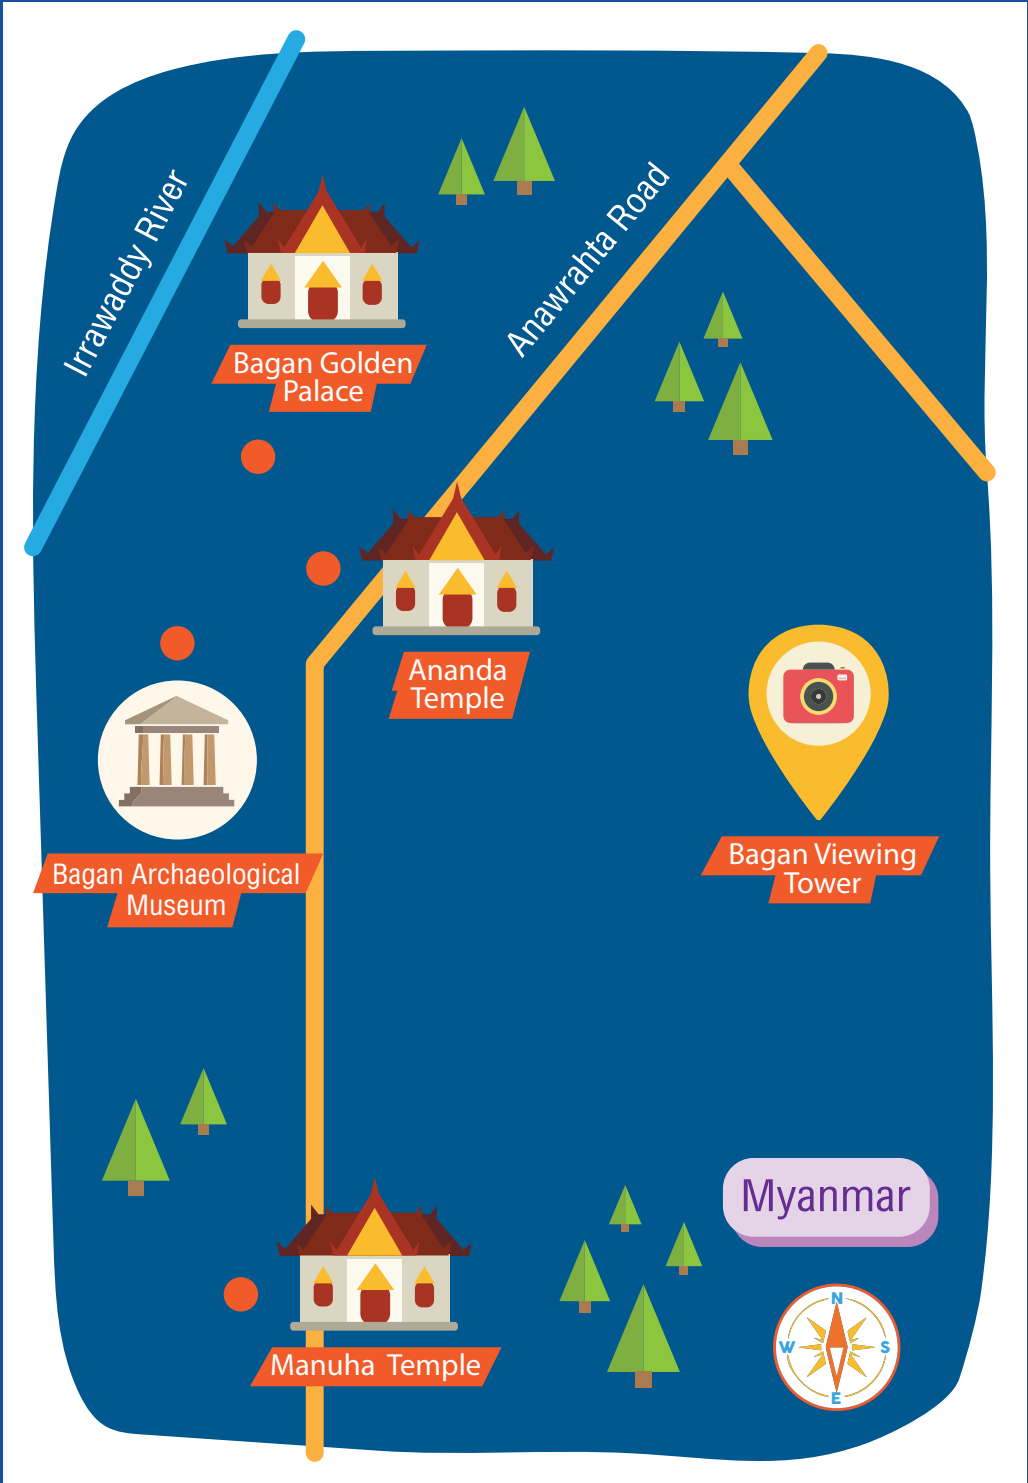 Irrawaddy River
Anawrahta Road
Bagan Golden
Palace
Ananda
Temple
Bagan Archaeological
Museum
Bagan Viewing
Tower
Myanmar
Manuha Temple
N
W S
E